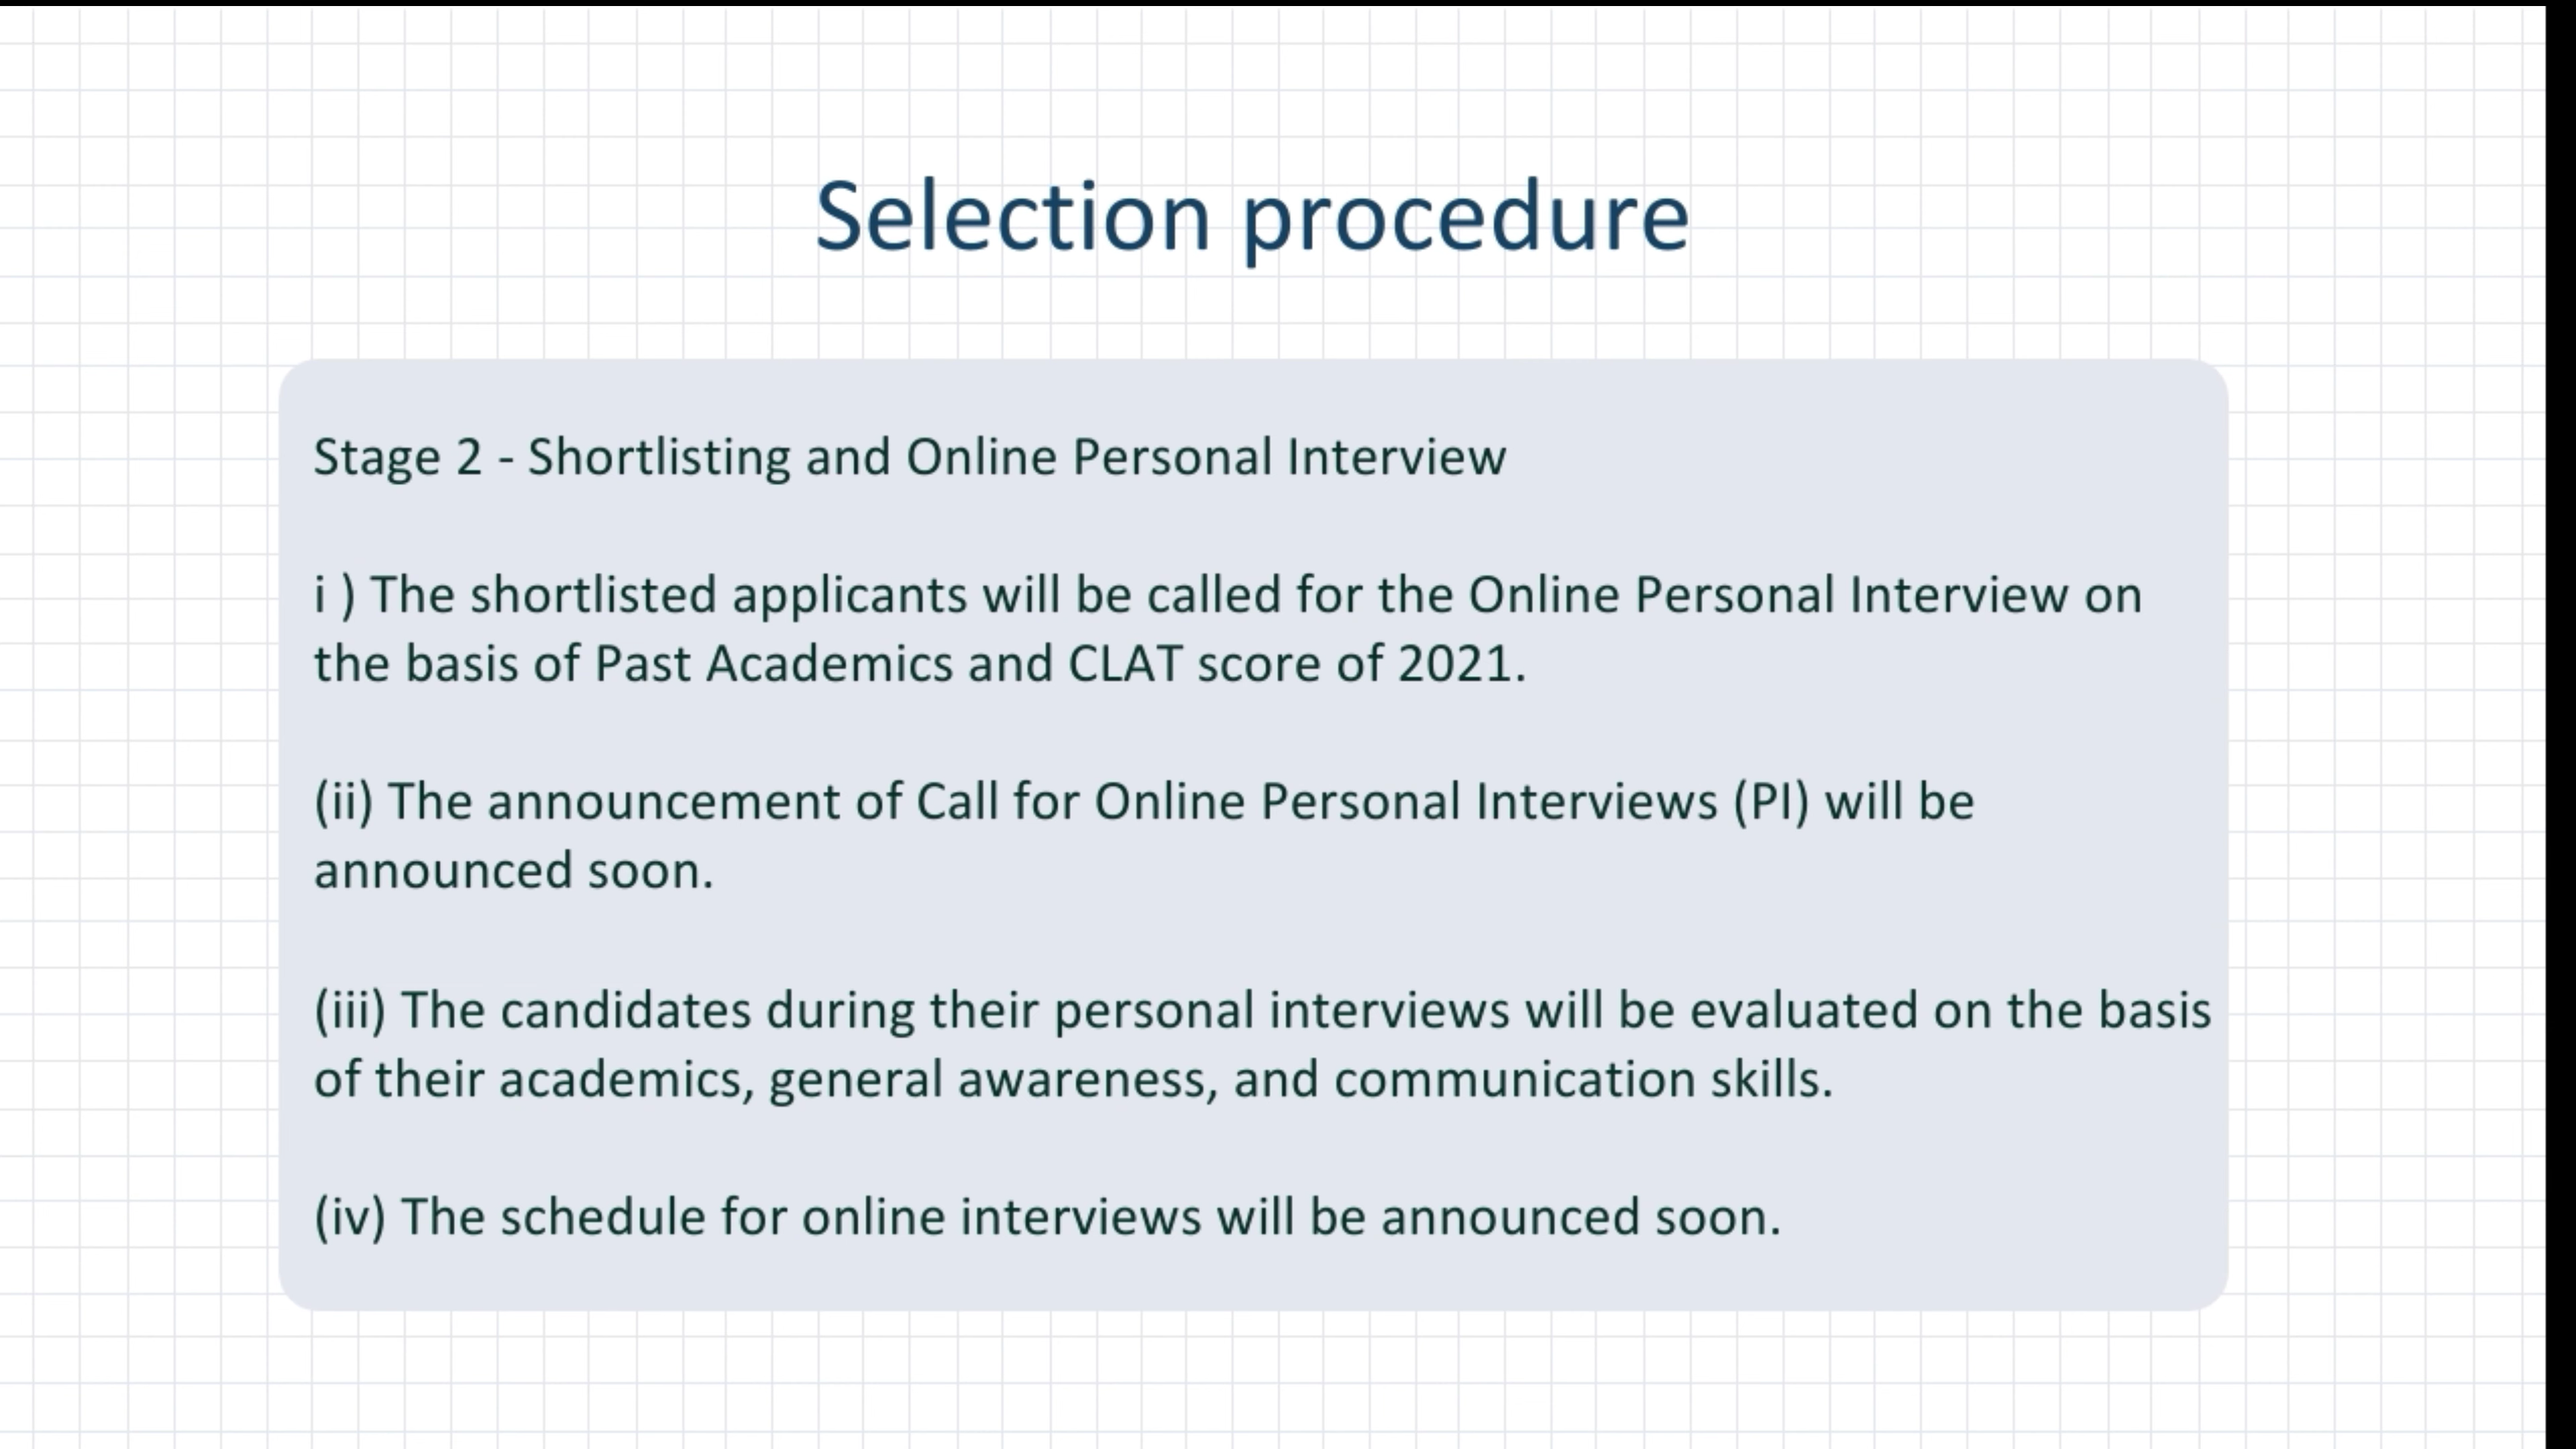 Selection procedure
Stage 2 - Shortlisting and Online Personal Interview
i ) The shortlisted applicants will be called for the Online Personal Interview on
the basis of Past Academics and CLAT score of 2021.
(ii) The announcement of Call for Online Personal Interviews (PI) will be
announced soon.
(iii) The candidates during their personal interviews will be evaluated on the basis
of their academics, general awareness, and communication skills.
(iv) The schedule for online interviews will be announced soon.